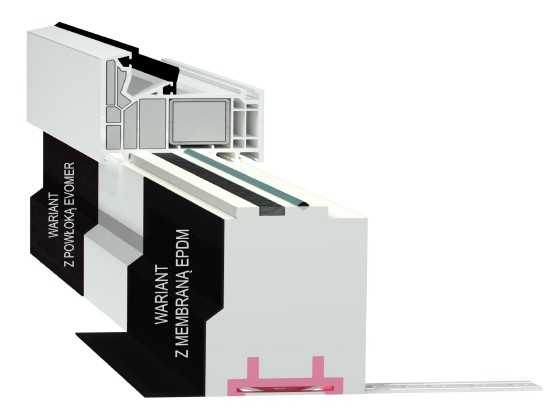 WARIANT
Z POWŁOKĄ EVOMER
WARIANT
Z MEMBRANĄ EPDM